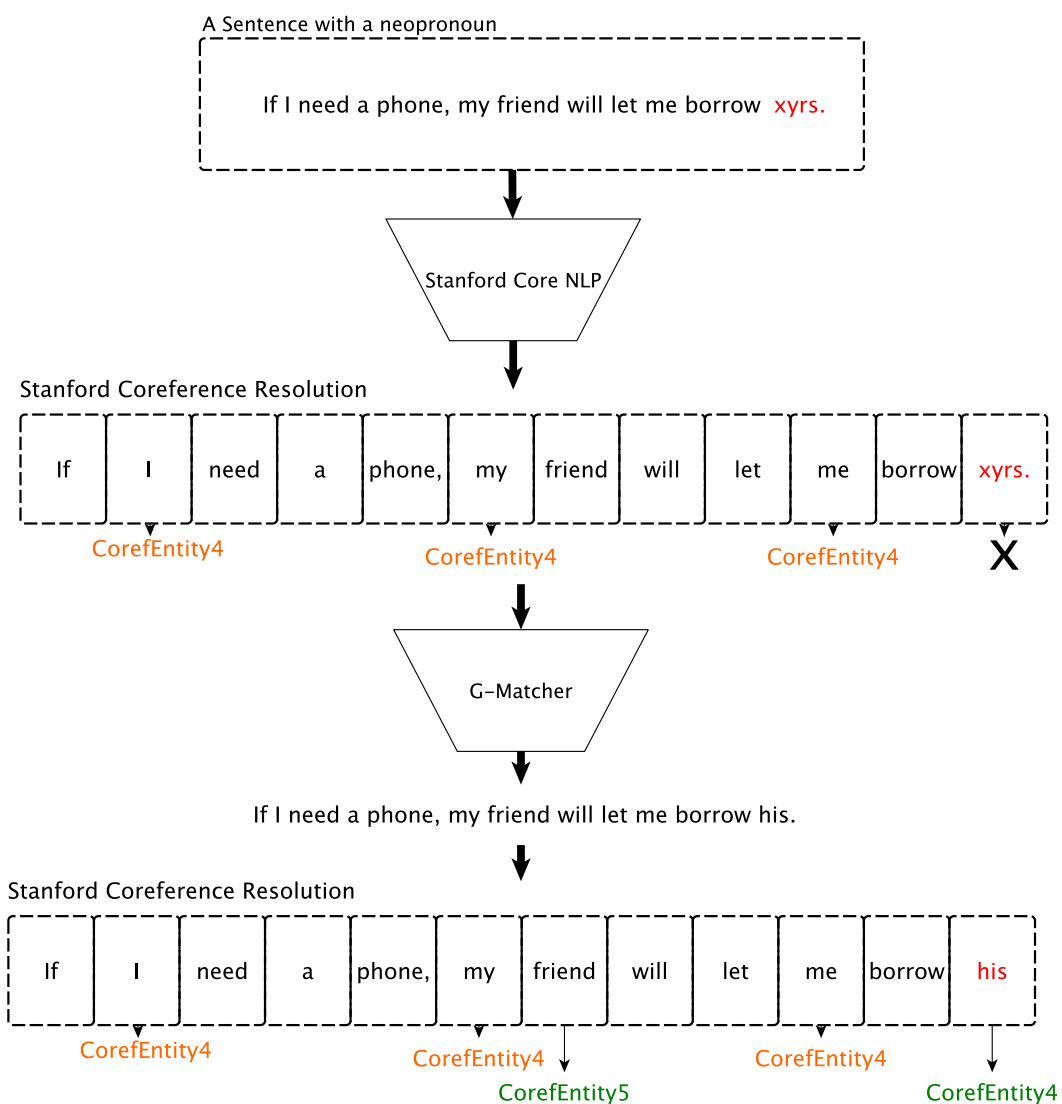 A Sentence with a neopronoun
If I need a phone, my friend will let me borrow xyrs.
Stanford Core NLP
Stanford Coreference Resolution
If I need a phone, my friend will let me borrow xyrs.
CorefEntity4 CorefEntity4 CorefEntity4 X
G-Matcher
If I need a phone, my friend will let me borrow his.
Stanford Coreference Resolution
If I need a phone, my friend will let me borrow his
CorefEntity4 CorefEntity4 CorefEntity4
CorefEntity5 CorefEntity4